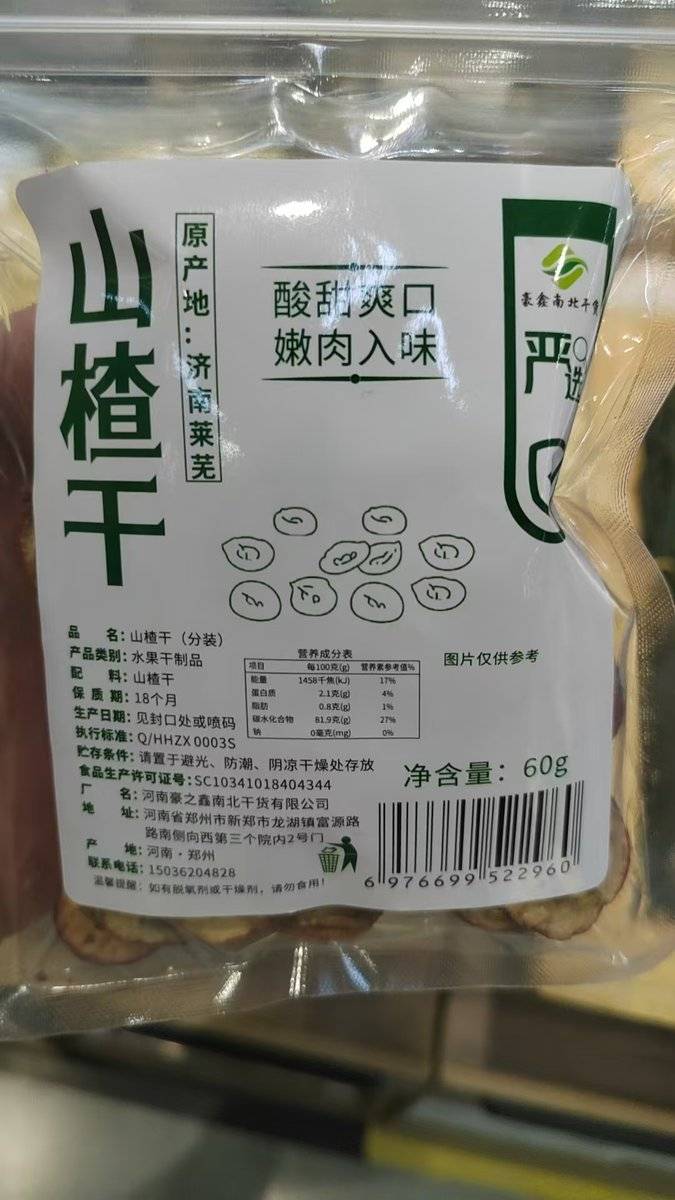 山楂干
原产地：济南莱芜
酸甜爽口
嫩肉入味
豪鑫南北干货
严选
品 名：山楂干（分装）
产品类别：水果干制品
配 料：山楂干
保 质 期：18个月
生产日期：见封口处或喷码
执行标准：Q/HHZX 0003S
贮存条件：请置于避光、防潮、阴凉干燥处存放
食品生产许可证号：SC10341018404344
厂 名：河南豪之鑫南北干货有限公司
地 址：河南省郑州市新郑市龙湖镇富源路
路南侧向西第三个院内2号门
产 地：河南·郑州
联系电话：15036204828
温馨提醒：如有脱氧剂或干燥剂，请勿食用！
营养成分表
项目 每100克(g) 营养素参考值%
能量 1458千焦(kJ) 17%
蛋白质 2.1克(g) 4%
脂肪 0.8克(g) 1%
碳水化合物 81.9克(g) 27%
钠 0毫克(mg) 0%
图片仅供参考
净含量：60g
6 976699 522960